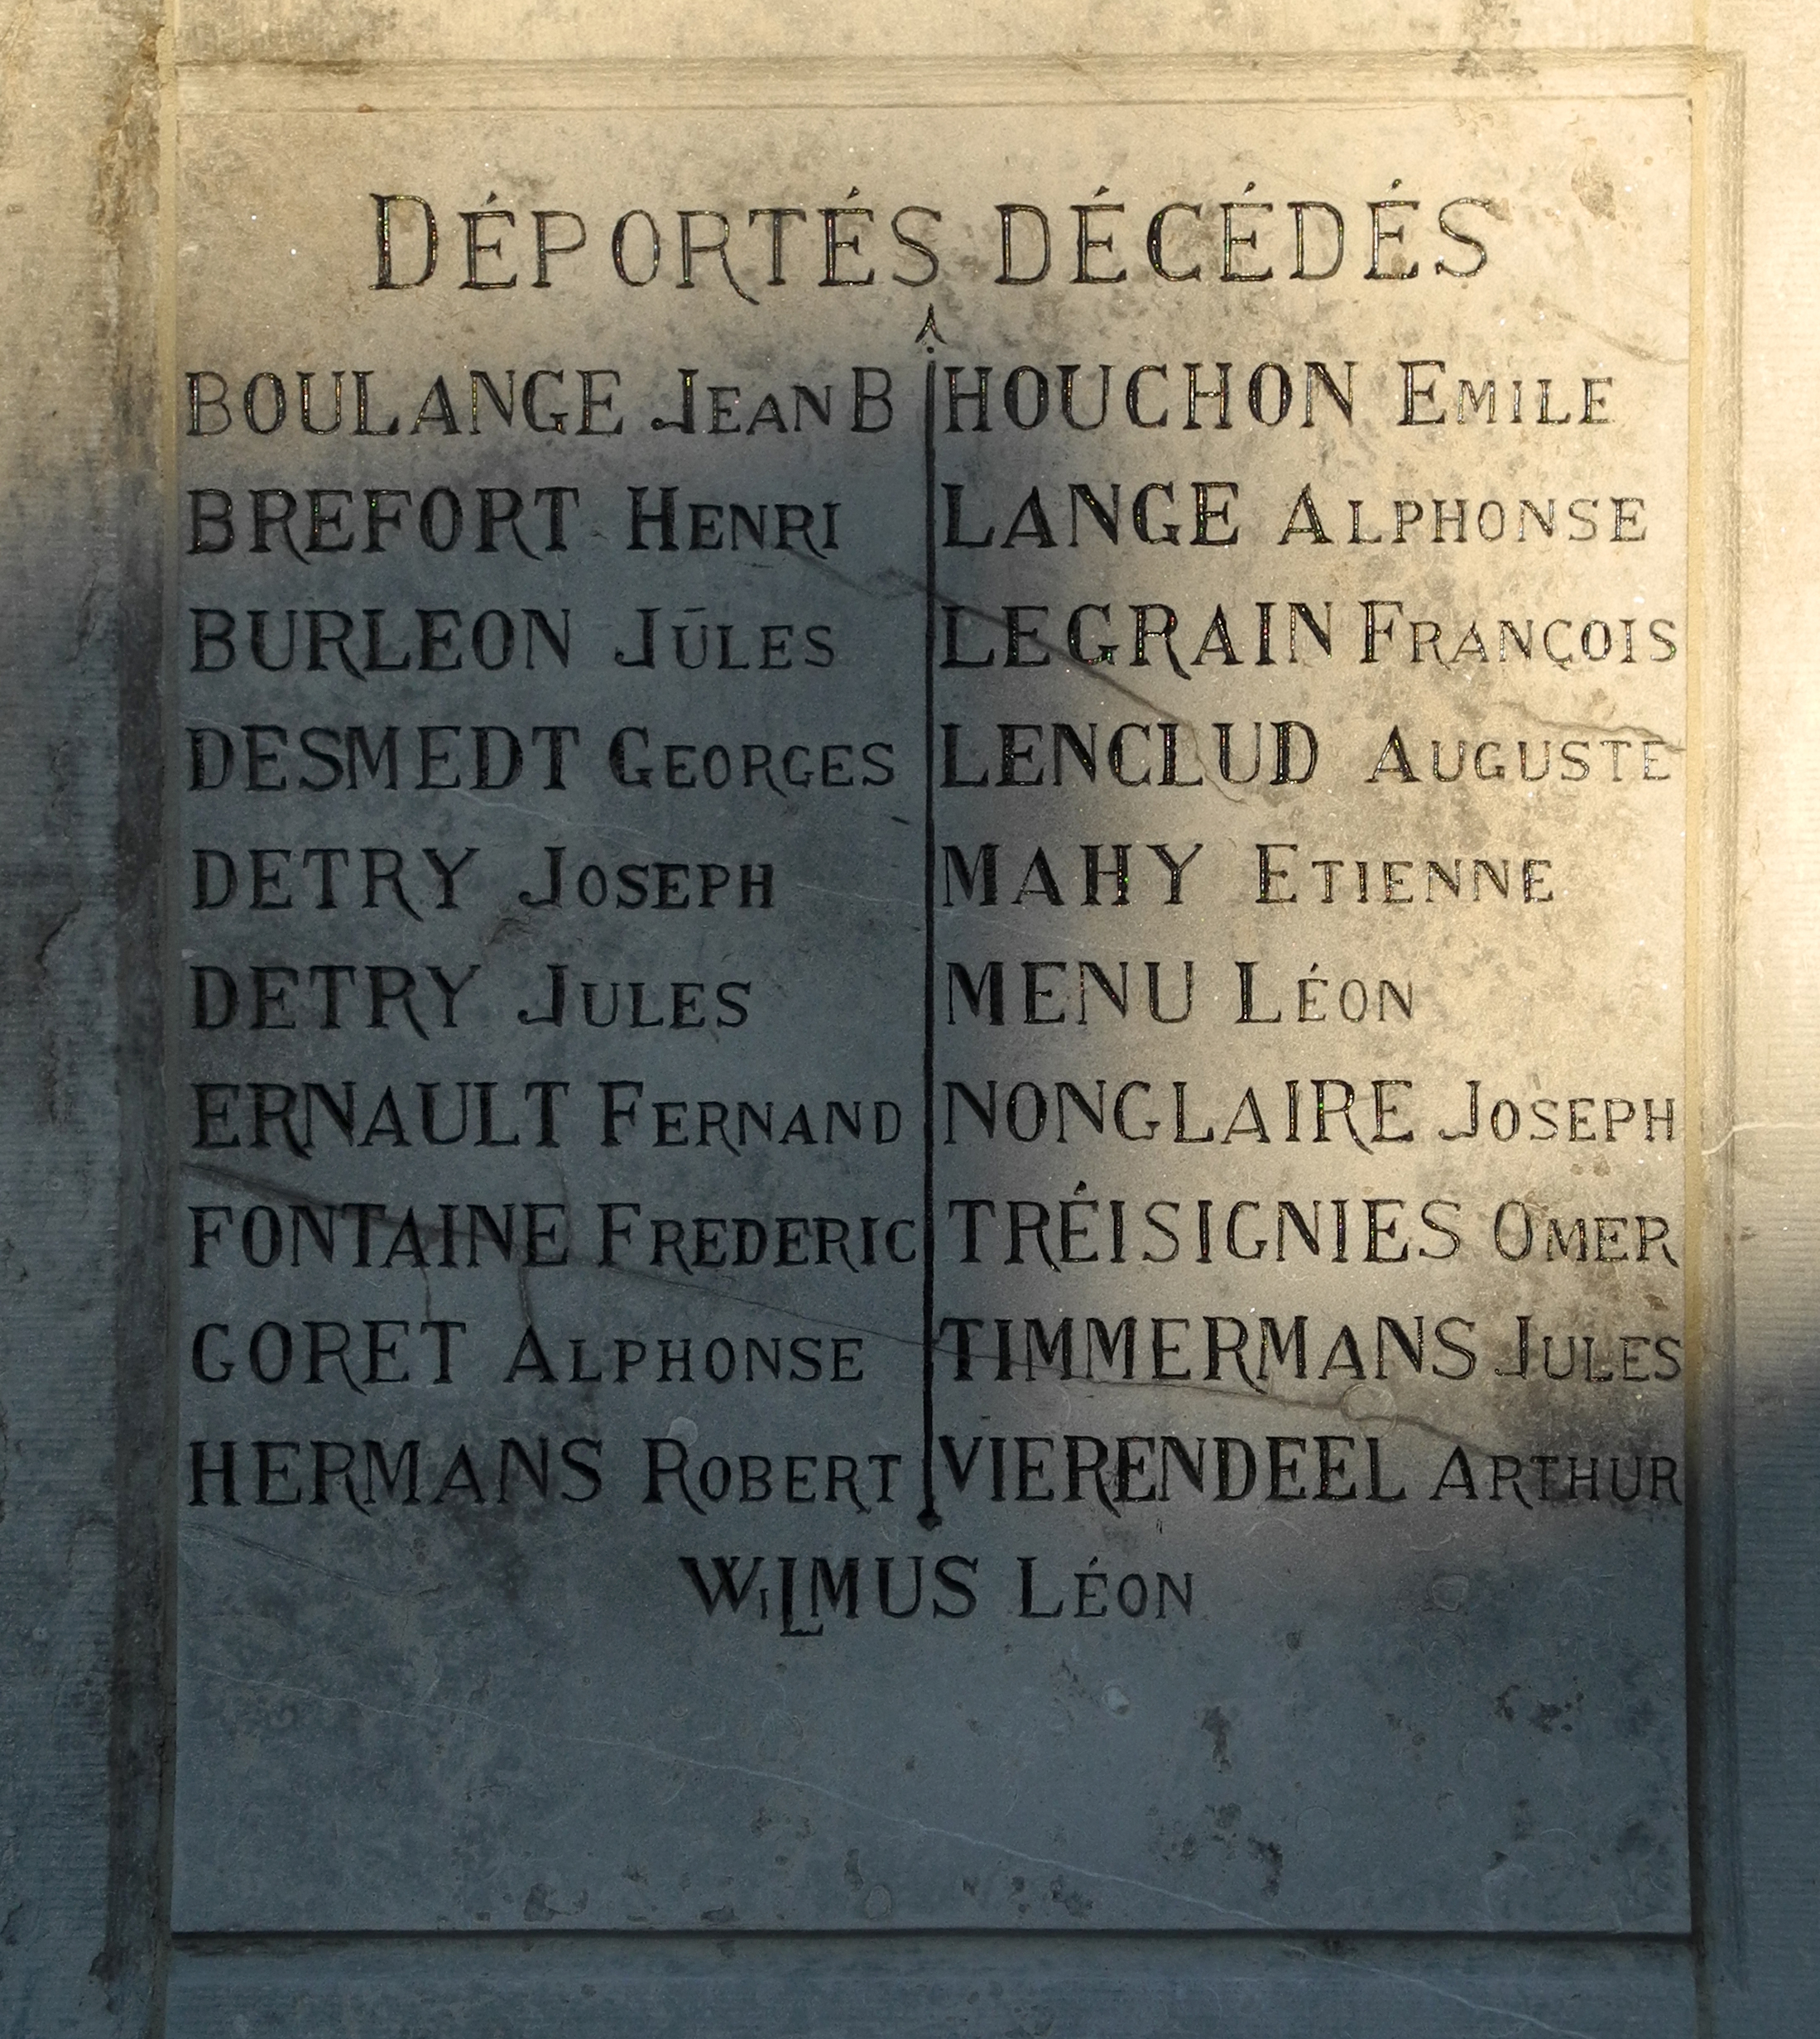 DÉPORTÉS DÉCÉDÉS
BOULANGE JEAN B
BREFORT HENRI
BURLEON JŪLES
DESMEDT GEORGES
DETRY JOSEPH
DETRY JULES
ERNAULT FERNAND
FONTAINE FREDERIC
GORET ALPHONSE
HERMANS ROBERT
HOUCHON EMILE
LANGE ALPHONSE
LEGRAIN FRANÇOIS
LENCLUD AUGUSTE
MAHY ETIENNE
MENU LÉON
NONGLAIRE JOSEPH
TRÉISIGNIES OMER
TIMMERMANS JULES
VIERENDEEL ARTHUR
WiLMUS LÉON